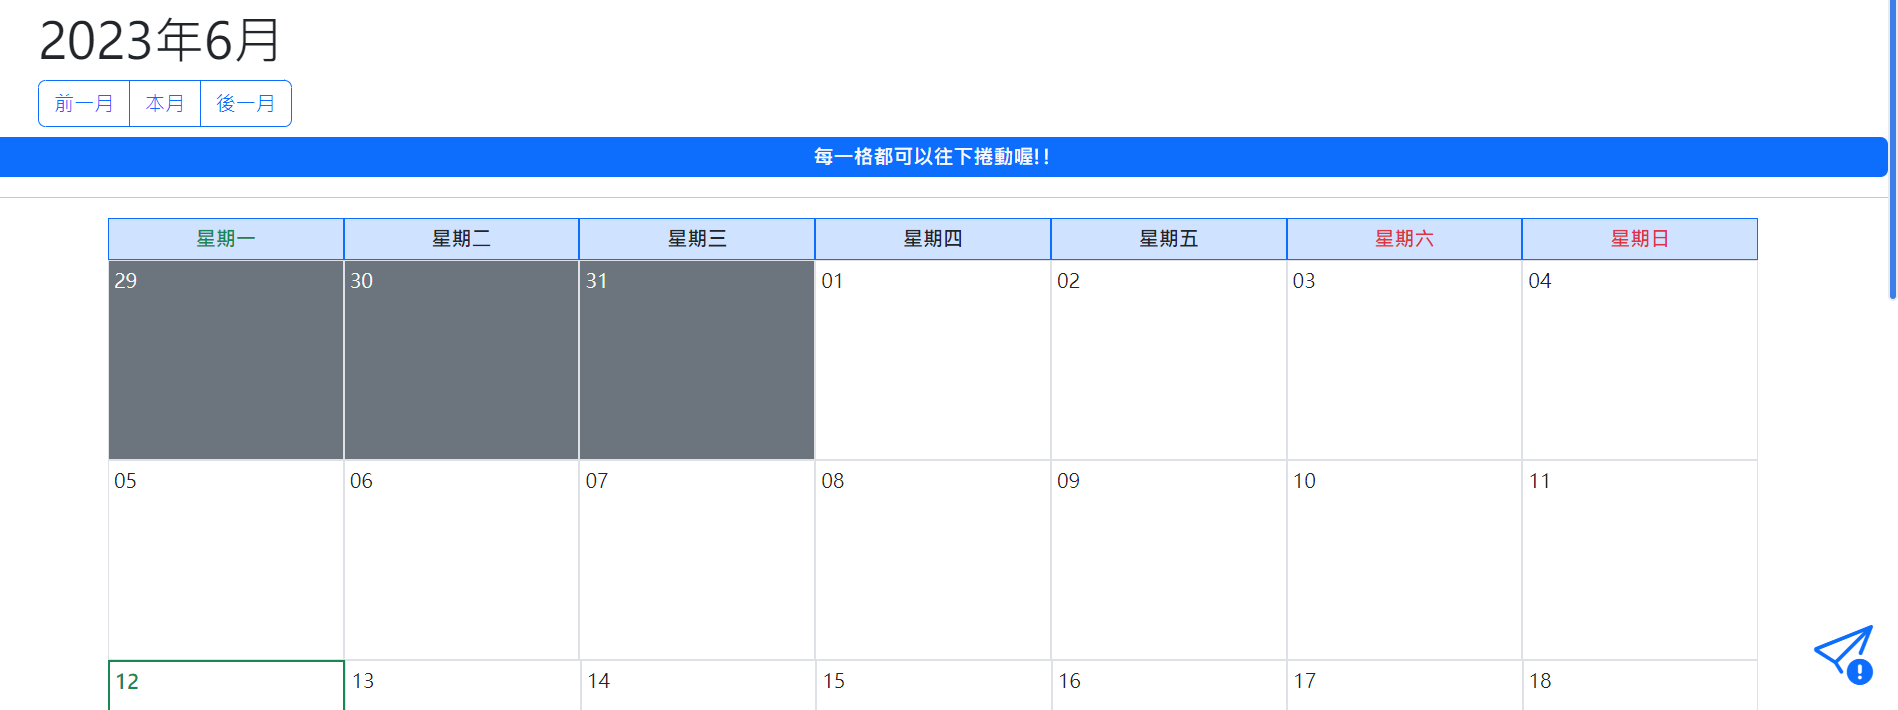 2023年6月
前一月 本月 後一月
每一格都可以往下捲動喔!!
星期一 星期二 星期三 星期四 星期五 星期六 星期日
29 30 31 01 02 03 04
05 06 07 08 09 10 11
12 13 14 15 16 17 18